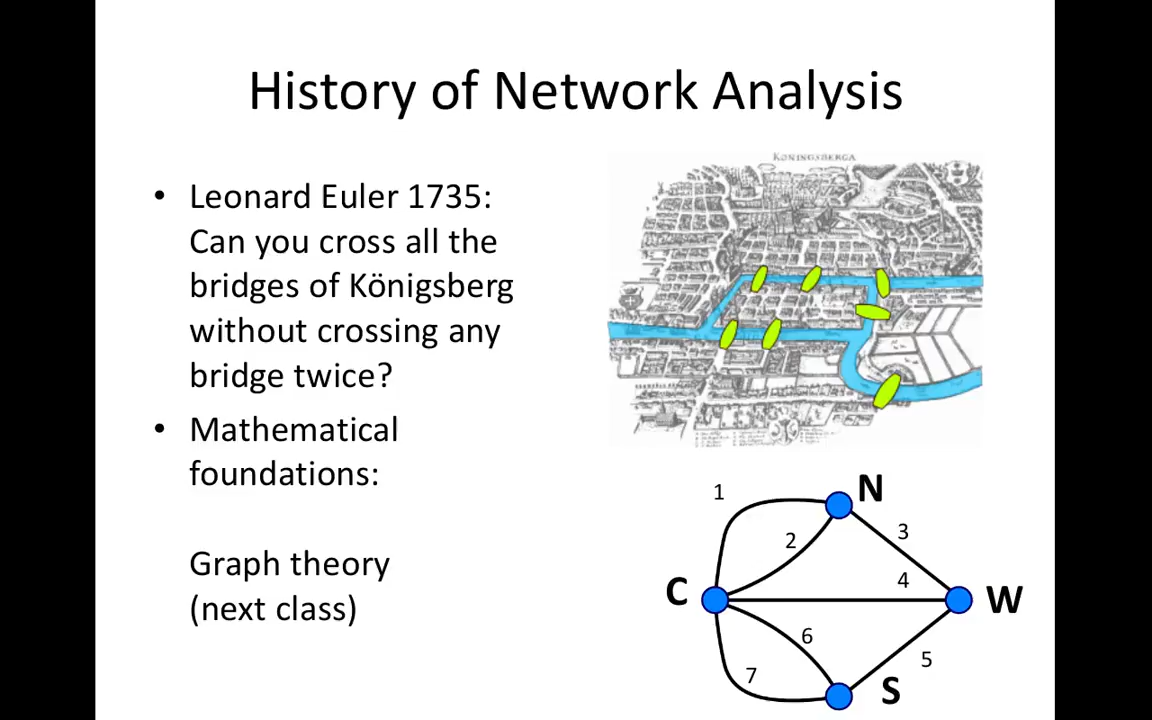 History of Network Analysis
• Leonard Euler 1735:
Can you cross all the
bridges of Königsberg
without crossing any
bridge twice?
• Mathematical
foundations:
Graph theory
(next class)
KONINGSBERGA
1
N
2
3
C
4
W
6
5
7
S